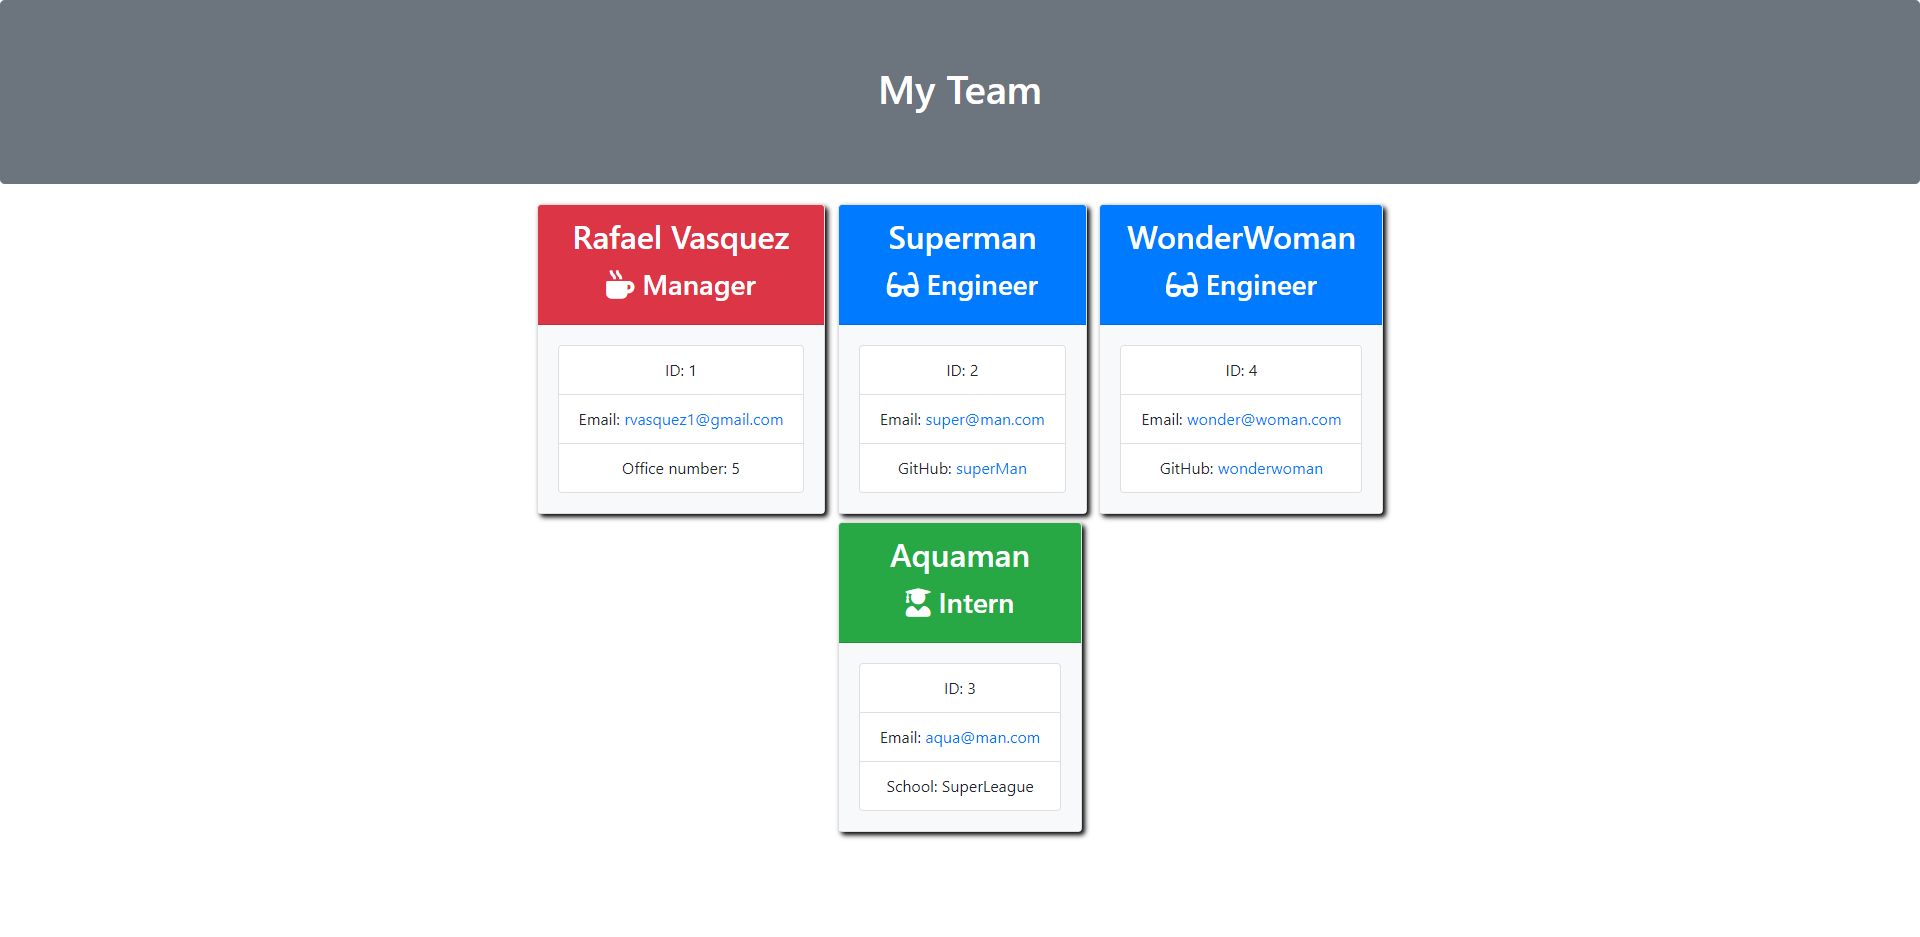 My Team
Rafael Vasquez
Manager
ID: 1
Email: rvasquez1@gmail.com
Office number: 5
Superman
Engineer
ID: 2
Email: super@man.com
GitHub: superMan
WonderWoman
Engineer
ID: 4
Email: wonder@woman.com
GitHub: wonderwoman
Aquaman
Intern
ID: 3
Email: aqua@man.com
School: SuperLeague